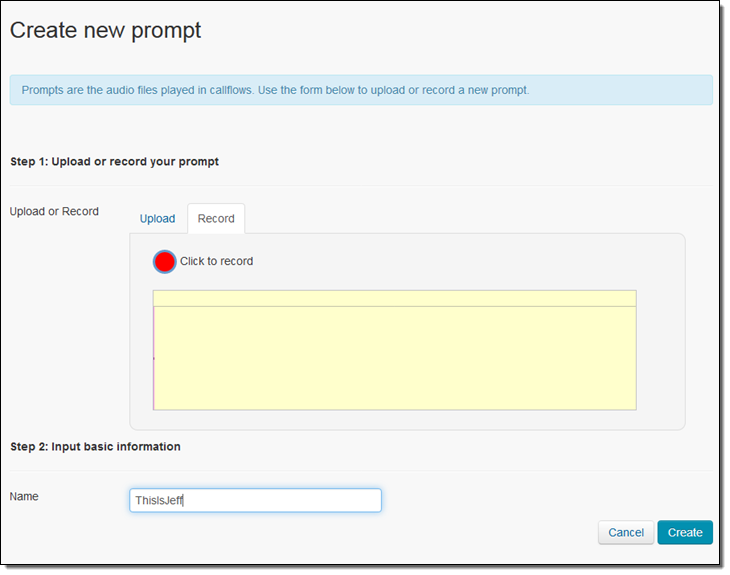 Create new prompt
Prompts are the audio files played in callflows. Use the form below to upload or record a new prompt.
Step 1: Upload or record your prompt
Upload or Record
Upload
Record
Click to record
Step 2: Input basic information
Name
ThisIsJeff
Cancel
Create